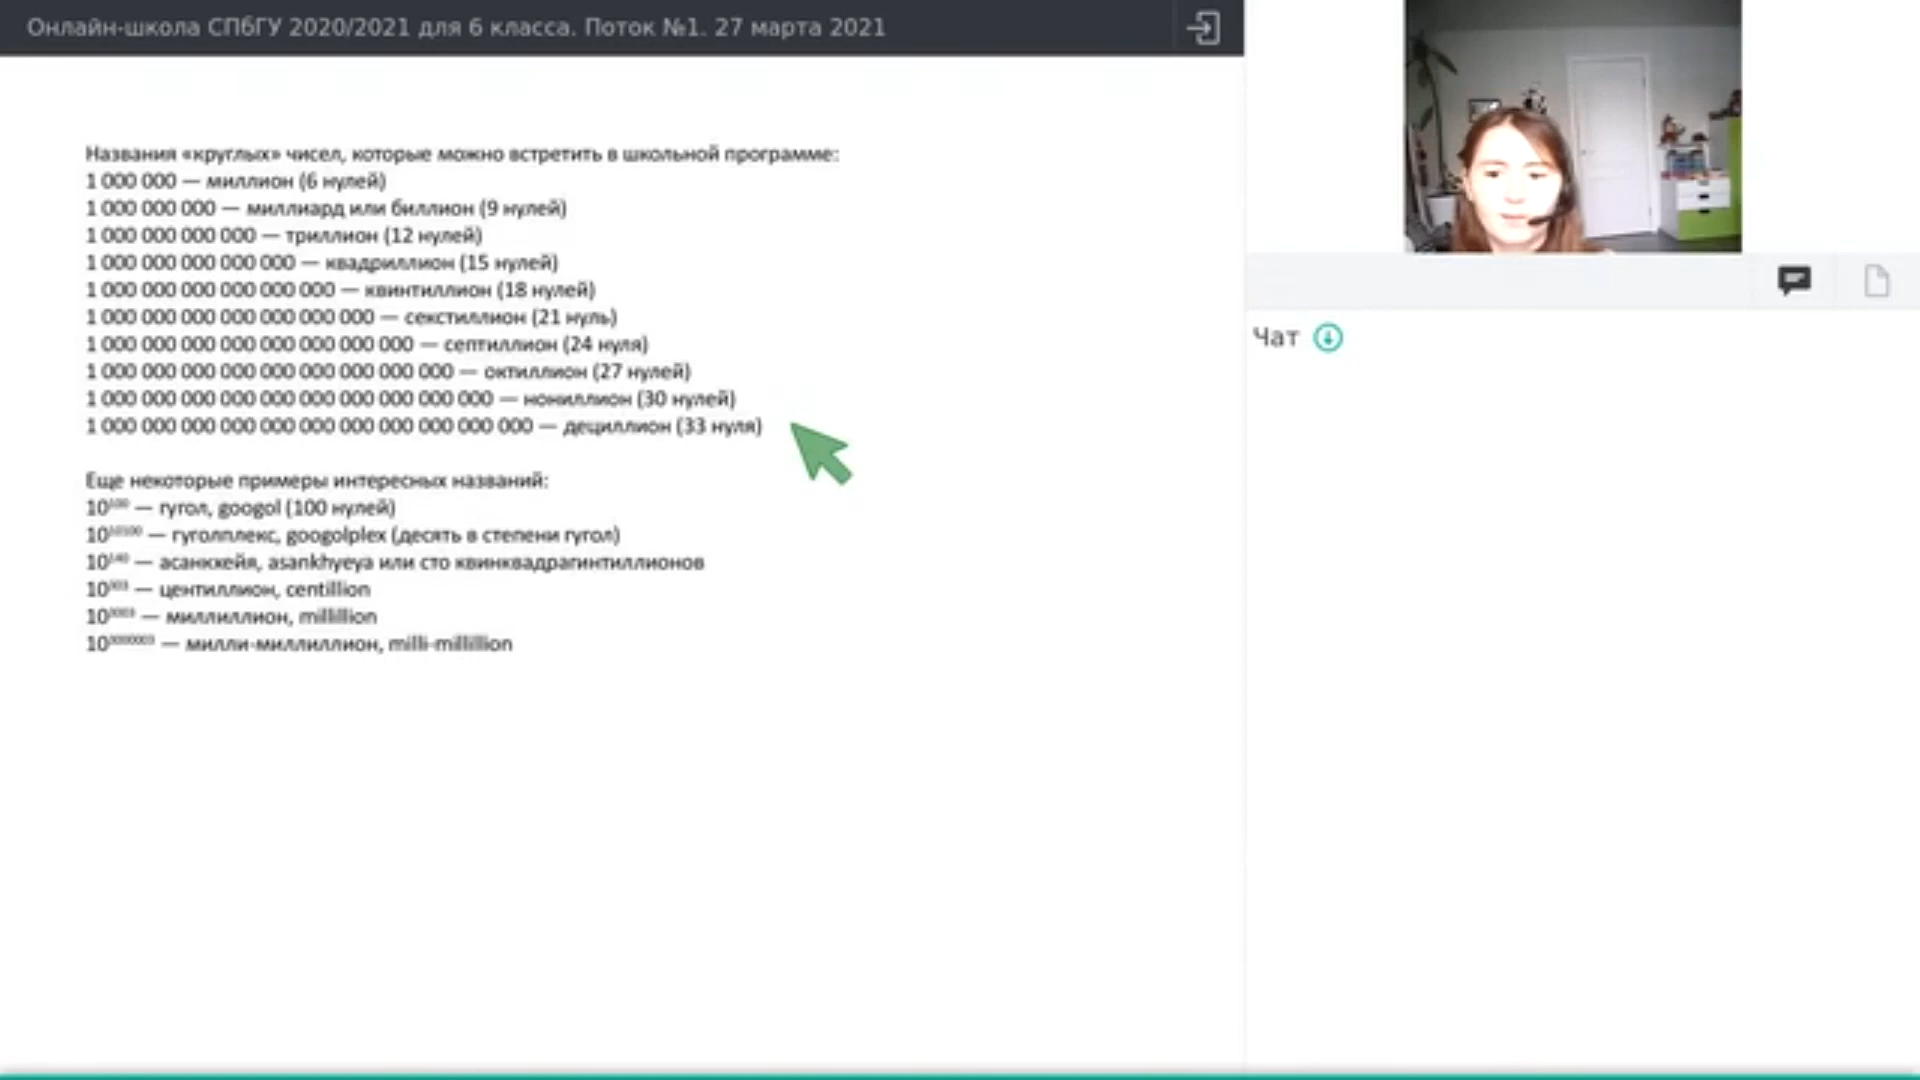 Онлайн-школа СПбГУ 2020/2021 для 6 класса. Поток №1. 27 марта 2021
Названия «круглых» чисел, которые можно встретить в школьной программе:
1 000 000 — миллион (6 нулей)
1 000 000 000 — миллиард или биллион (9 нулей)
1 000 000 000 000 — триллион (12 нулей)
1 000 000 000 000 000 — квадриллион (15 нулей)
1 000 000 000 000 000 000 — квинтиллион (18 нулей)
1 000 000 000 000 000 000 000 — секстиллион (21 нуль)
1 000 000 000 000 000 000 000 000 — септиллион (24 нуля)
1 000 000 000 000 000 000 000 000 000 — октиллион (27 нулей)
1 000 000 000 000 000 000 000 000 000 000 — нониллион (30 нулей)
1 000 000 000 000 000 000 000 000 000 000 000 — дециллион (33 нуля)
Еще некоторые примеры интересных названий:
10¹⁰⁰ — гугол, googol (100 нулей)
10¹⁰¹⁰⁰ — гуголплекс, googolplex (десять в степени гугол)
10¹⁴⁰ — асанкхейя, asankhyeya или сто квинквадрагинтиллионов
10³⁰³ — центиллион, centillion
10³⁰⁰³ — миллиллион, millillion
10³⁰⁰⁰⁰⁰³ — милли-миллиллион, milli-millillion
Чат